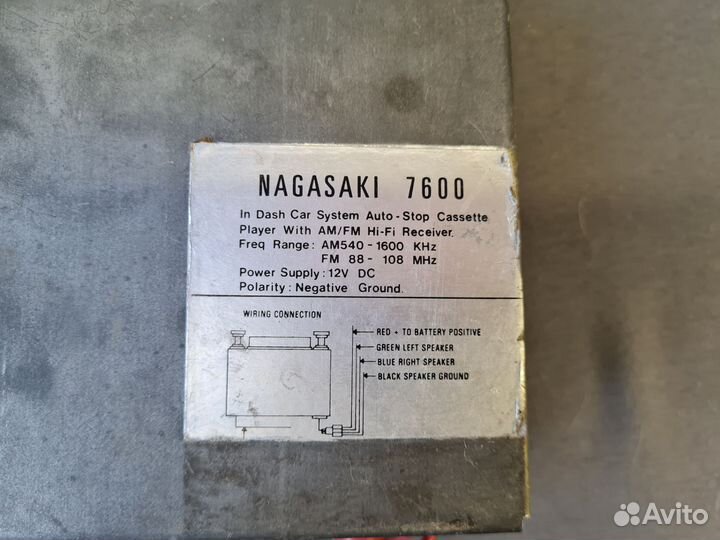 NAGASAKI 7600
In Dash Car System Auto-Stop Cassette
Player With AM/FM Hi-Fi Receiver.
Freq Range: AM540-1600 KHz
FM 88- 108 MHz
Power Supply:12V DC
Polarity: Negative Ground.
WIRING CONNECTION
RED + TO BATTERY POSITIVE
GREEN LEFT SPEAKER
BLUE RIGHT SPEAKER
BLACK SPEAKER GROUND
Avito